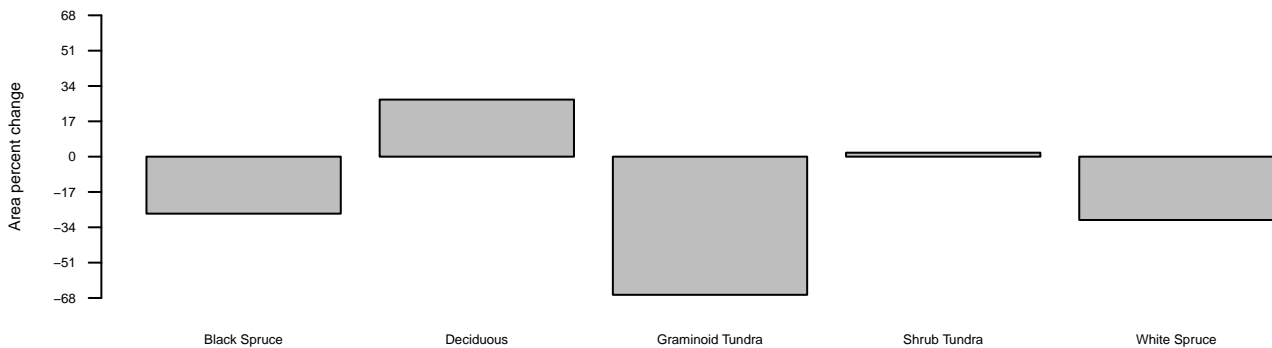 Area percent change
68
51
34
17
0
−17
−34
−51
−68
Black Spruce
Deciduous
Graminoid Tundra
Shrub Tundra
White Spruce